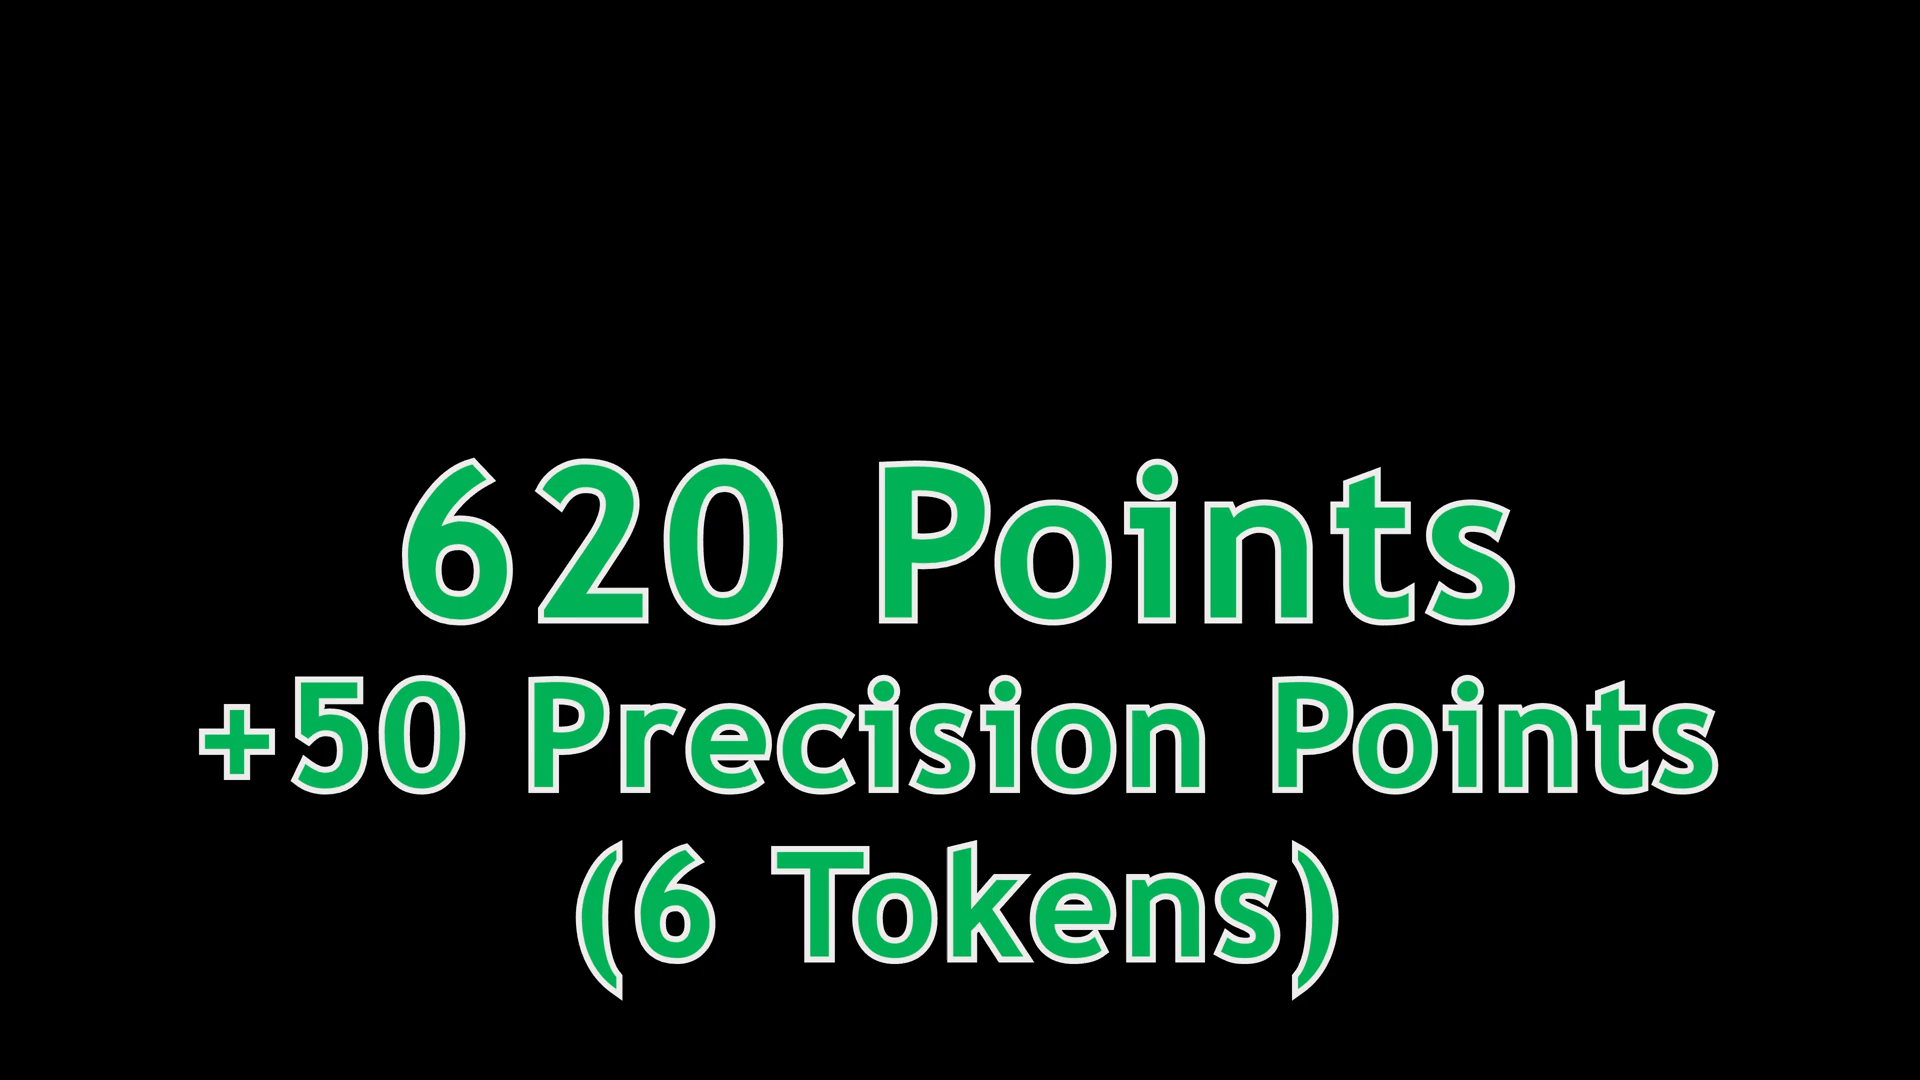 620 Points
+50 Precision Points
(6 Tokens)